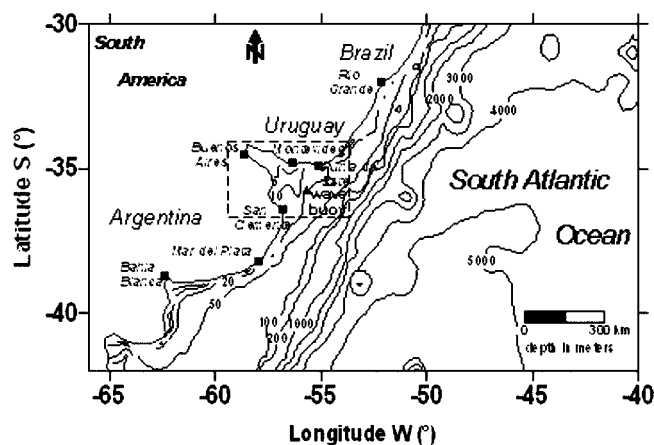 -30
-35
-40
Latitude S (°)
South
America
N
Brazil
Rio
Grande
Uruguay
Buenos
Aires
Montevideo
Punta del
Este
wave
buoy
San
Clemente
Argentina
Mar del Plata
Bahia
Blanca
South Atlantic
Ocean
3000
2000
4000
5000
5
10
20
50
100
200
1000
0
300
km
depth in meters
-65
-60
-55
-50
-45
-40
Longitude W (°)